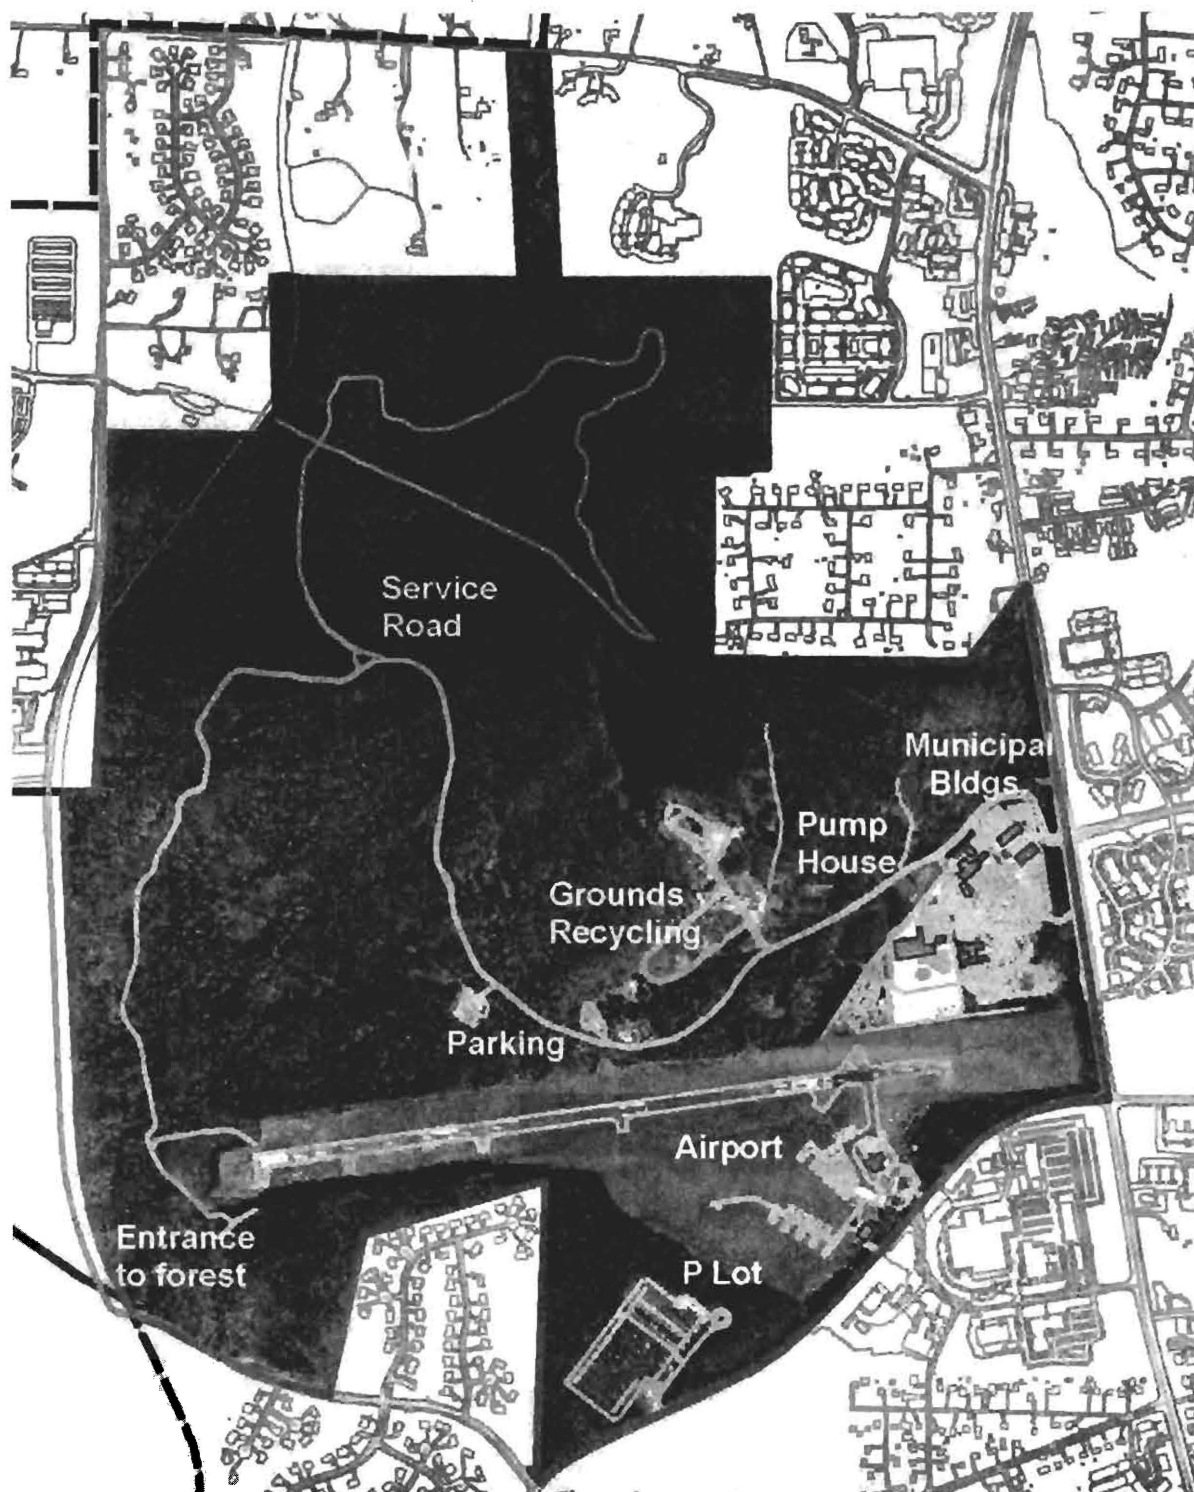 Service
Road
Municipal
Bldgs.
Pump
House
Grounds
Recycling
Parking
Airport
Entrance
to forest
P Lot